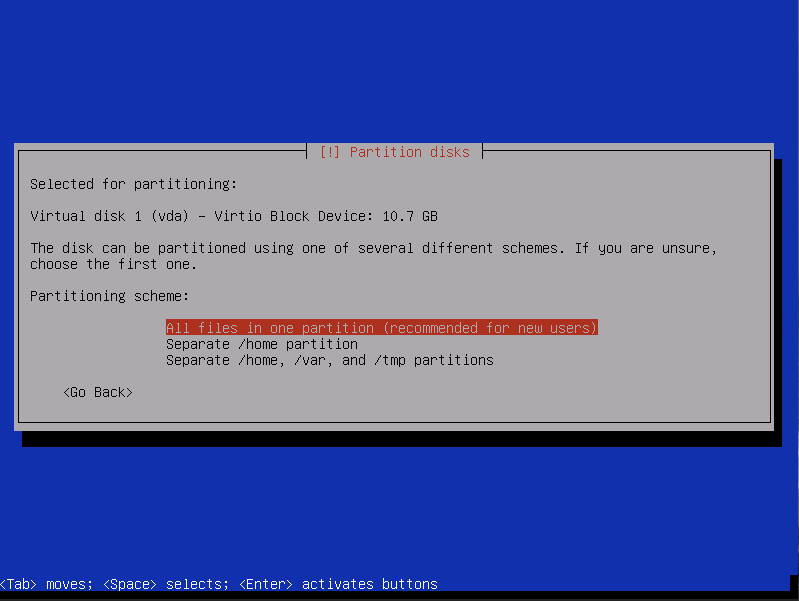 [!] Partition disks
Selected for partitioning:
Virtual disk 1 (vda) - Virtio Block Device: 10.7 GB
The disk can be partitioned using one of several different schemes. If you are unsure,
choose the first one.
Partitioning scheme:
All files in one partition (recommended for new users)
Separate /home partition
Separate /home, /var, and /tmp partitions
<Go Back>
<Tab> moves; <Space> selects; <Enter> activates buttons